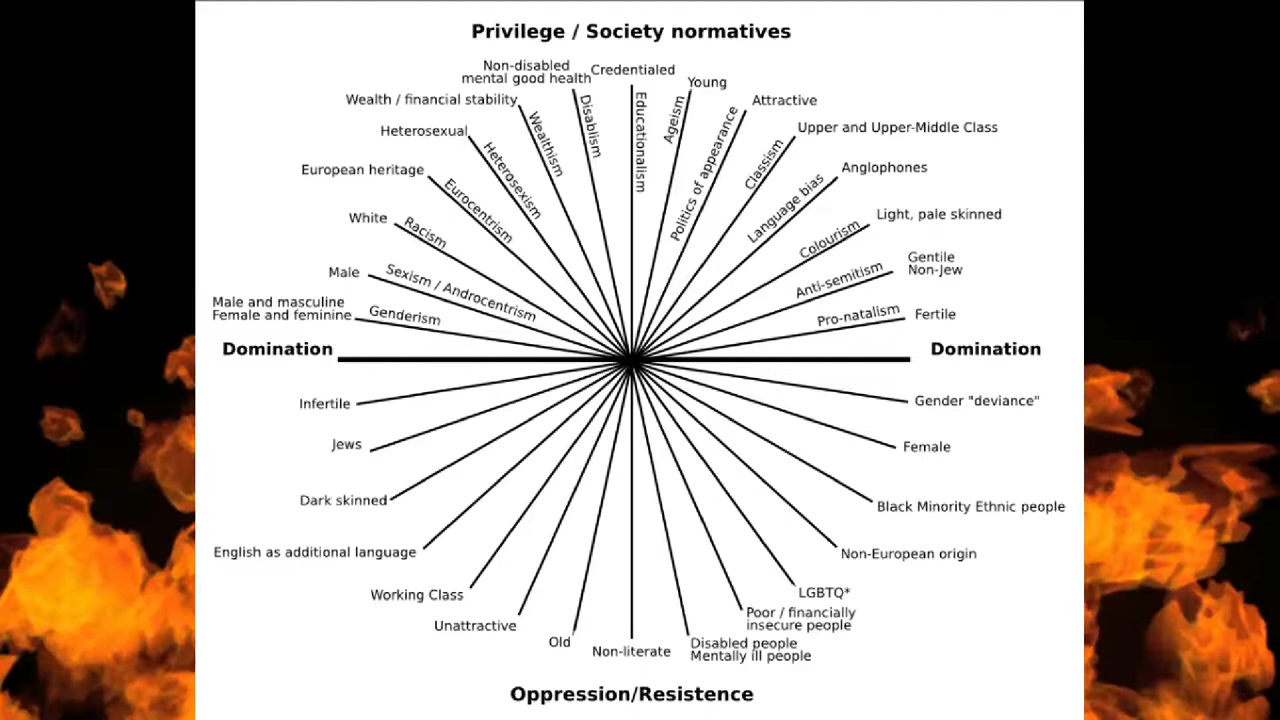 Privilege / Society normatives
Non-disabled
mental good health
Credentialed
Young
Wealth / financial stability
Attractive
Heterosexual
Upper and Upper-Middle Class
European heritage
Anglophones
White
Light, pale skinned
Male
Gentile
Non-Jew
Male and masculine
Female and feminine
Fertile
Genderism
Sexism / Androcentrism
Racism
Eurocentrism
Heterosexism
Wealthism
Disablism
Educationalism
Ageism
Politics of appearance
Classism
Language bias
Colourism
Anti-semitism
Pro-natalism
Domination
Domination
Infertile
Gender "deviance"
Jews
Female
Dark skinned
Black Minority Ethnic people
English as additional language
Non-European origin
Working Class
LGBTQ*
Unattractive
Poor / financially
insecure people
Old
Non-literate
Disabled people
Mentally ill people
Oppression/Resistence